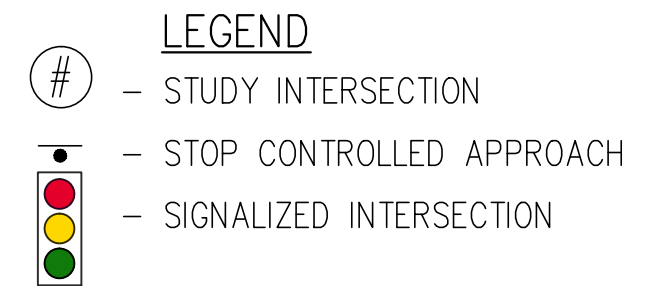 LEGEND
# – STUDY INTERSECTION
– STOP CONTROLLED APPROACH
– SIGNALIZED INTERSECTION